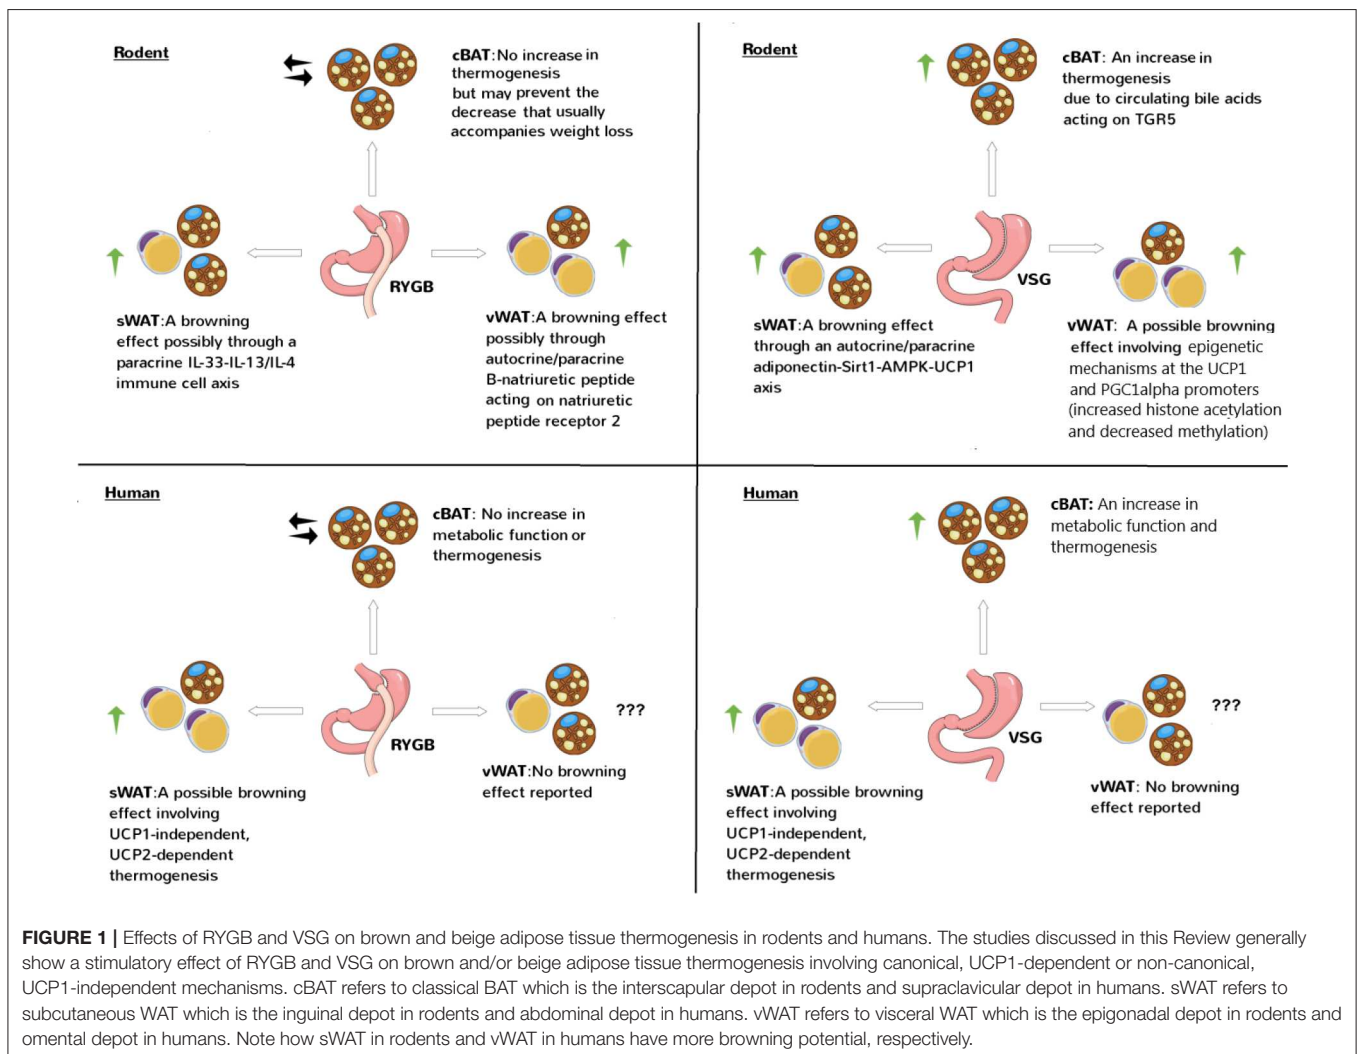 Rodent
cBAT: No increase in
thermogenesis
but may prevent the
decrease that usually
accompanies weight loss
RYGB
sWAT:A browning
effect possibly through a
paracrine IL-33-IL-13/IL-4
immune cell axis
vWAT:A browning effect
possibly through
autocrine/paracrine
B-natriuretic peptide
acting on natriuretic
peptide receptor 2
Rodent
cBAT: An increase in
thermogenesis
due to circulating bile acids
acting on TGR5
VSG
sWAT:A browning effect
through an autocrine/paracrine
adiponectin-Sirt1-AMPK-UCP1
axis
vWAT: A possible browning
effect involving epigenetic
mechanisms at the UCP1
and PGC1alpha promoters
(increased histone acetylation
and decreased methylation)
Human
cBAT: No increase in
metabolic function or
thermogenesis
???
RYGB
sWAT:A possible browning
effect involving
UCP1-independent,
UCP2-dependent
thermogenesis
vWAT:No browning
effect reported
Human
cBAT: An increase in
metabolic function and
thermogenesis
???
VSG
sWAT:A possible browning
effect involving
UCP1-independent,
UCP2-dependent
thermogenesis
vWAT: No browning
effect reported
FIGURE 1 | Effects of RYGB and VSG on brown and beige adipose tissue thermogenesis in rodents and humans. The studies discussed in this Review generally
show a stimulatory effect of RYGB and VSG on brown and/or beige adipose tissue thermogenesis involving canonical, UCP1-dependent or non-canonical,
UCP1-independent mechanisms. cBAT refers to classical BAT which is the interscapular depot in rodents and supraclavicular depot in humans. sWAT refers to
subcutaneous WAT which is the inguinal depot in rodents and abdominal depot in humans. vWAT refers to visceral WAT which is the epigonadal depot in rodents and
omental depot in humans. Note how sWAT in rodents and vWAT in humans have more browning potential, respectively.